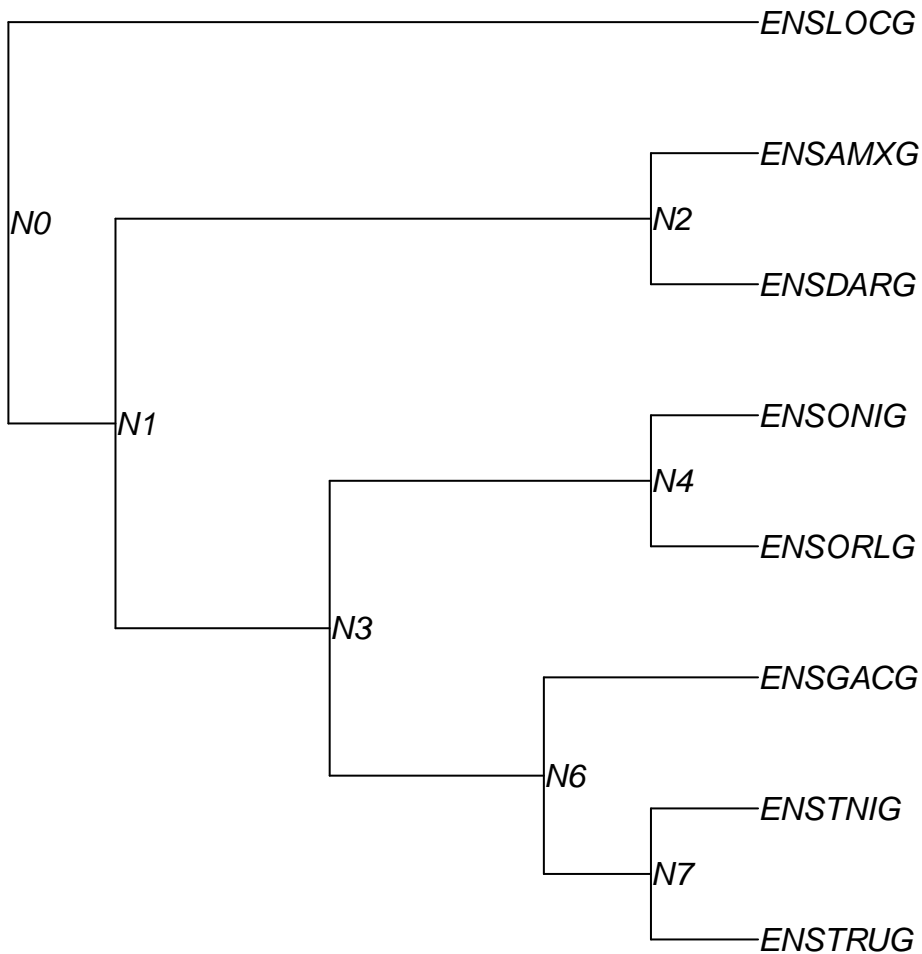 ENSLOCG
ENSAMXG
N0
N2
ENSDARG
ENSONIG
N1
N4
ENSORLG
N3
ENSGACG
N6
ENSTNIG
N7
ENSTRUG